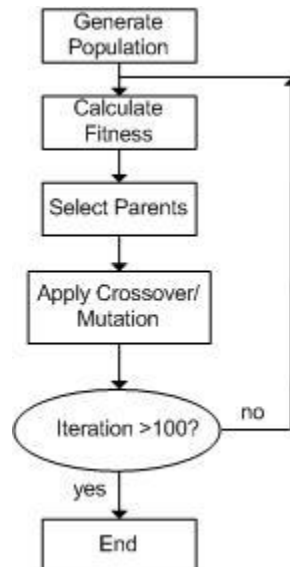 Generate
Population
Calculate
Fitness
Select Parents
Apply Crossover/
Mutation
Iteration >100?
no
yes
End